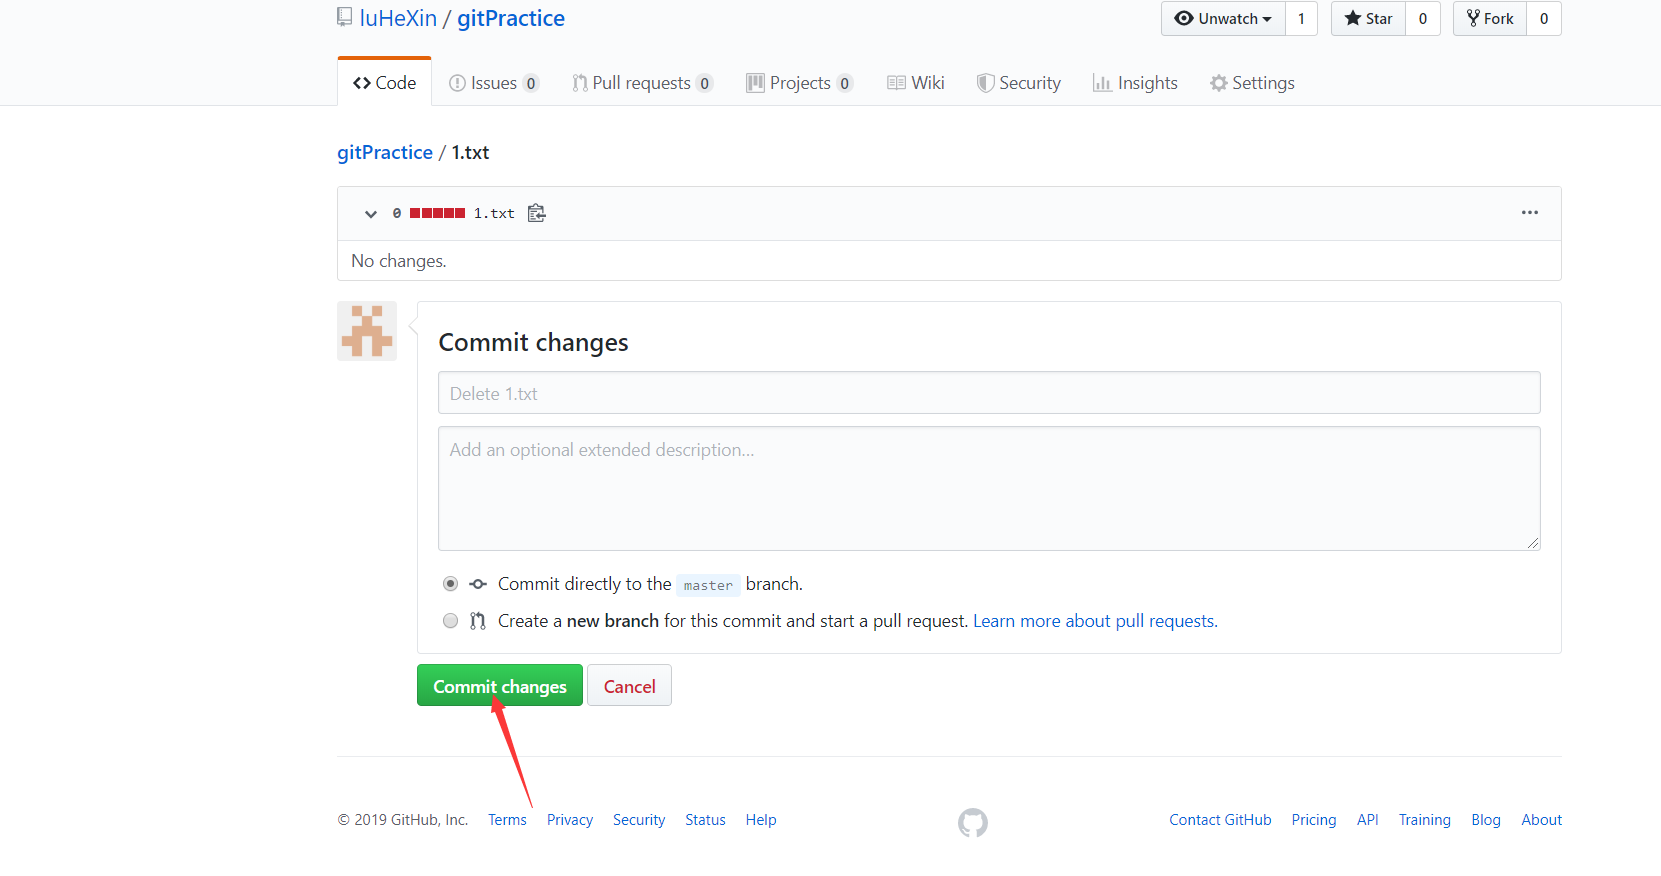 luHeXin / gitPractice
Unwatch 1 Star 0 Fork 0
Code Issues 0 Pull requests 0 Projects 0 Wiki Security Insights Settings
gitPractice / 1.txt
0 1.txt
No changes.
Commit changes
Delete 1.txt
Add an optional extended description...
Commit directly to the master branch.
Create a new branch for this commit and start a pull request. Learn more about pull requests.
Commit changes Cancel
© 2019 GitHub, Inc. Terms Privacy Security Status Help Contact GitHub Pricing API Training Blog About